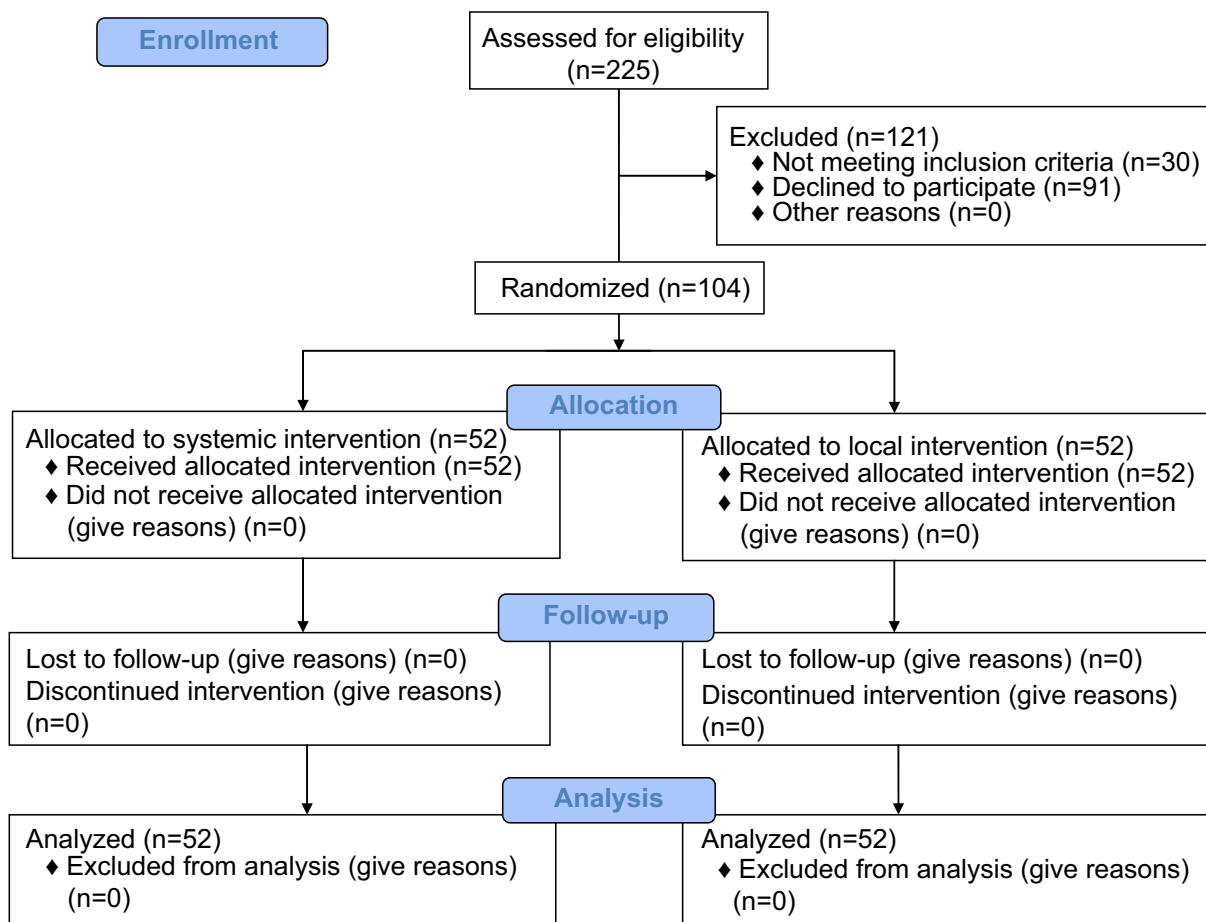 Enrollment
Assessed for eligibility
(n=225)
Excluded (n=121)
♦ Not meeting inclusion criteria (n=30)
♦ Declined to participate (n=91)
♦ Other reasons (n=0)
Randomized (n=104)
Allocation
Allocated to systemic intervention (n=52)
♦ Received allocated intervention (n=52)
♦ Did not receive allocated intervention
(give reasons) (n=0)
Allocated to local intervention (n=52)
♦ Received allocated intervention (n=52)
♦ Did not receive allocated intervention
(give reasons) (n=0)
Follow-up
Lost to follow-up (give reasons) (n=0)
Discontinued intervention (give reasons)
(n=0)
Lost to follow-up (give reasons) (n=0)
Discontinued intervention (give reasons)
(n=0)
Analysis
Analyzed (n=52)
♦ Excluded from analysis (give reasons)
(n=0)
Analyzed (n=52)
♦ Excluded from analysis (give reasons)
(n=0)